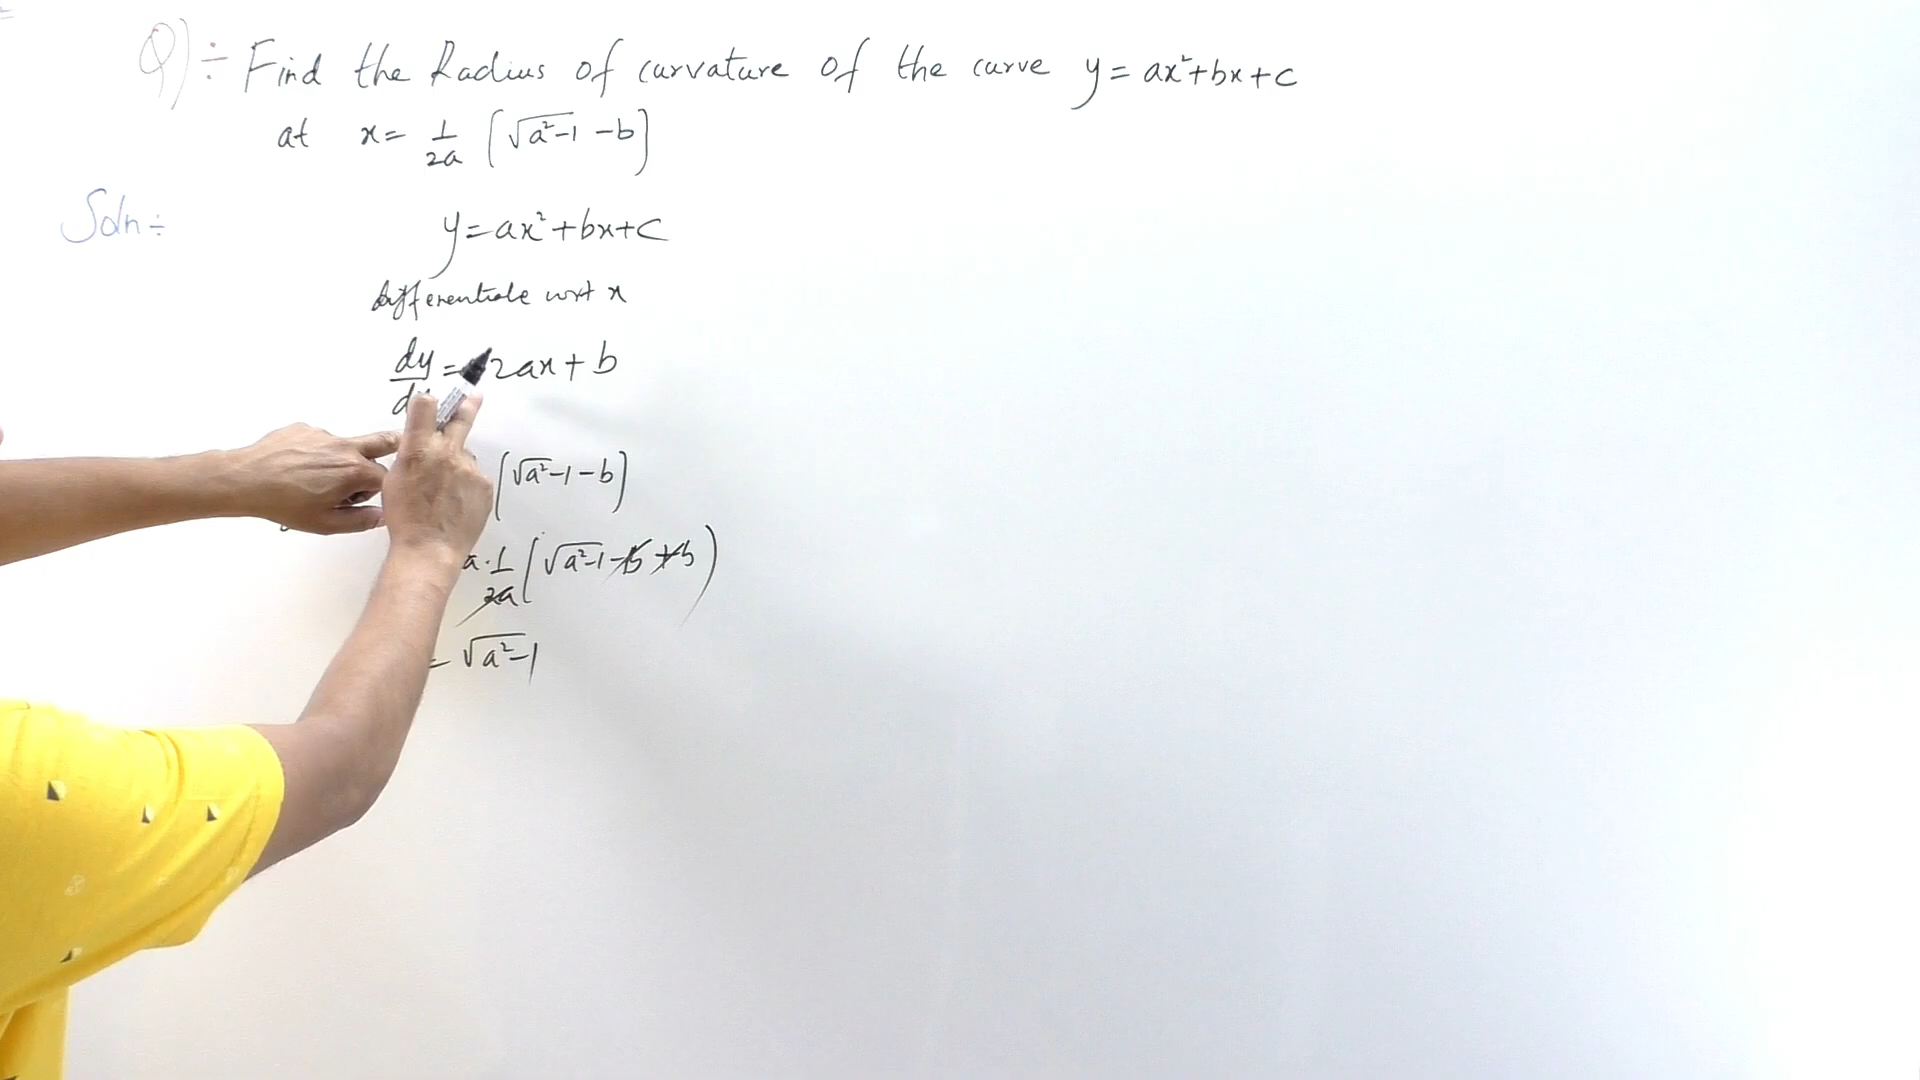 Q) ÷ Find the Radius of curvature of the curve y = ax² + bx + c
at x = 1/2a [√a²-1 - b]
Soln ÷
y = ax² + bx + c
differentiate wrt x
dy/dx = 2ax + b
[√a²-1 - b]
a · 1/2a (√a²-1 - b + b)
= √a²-1